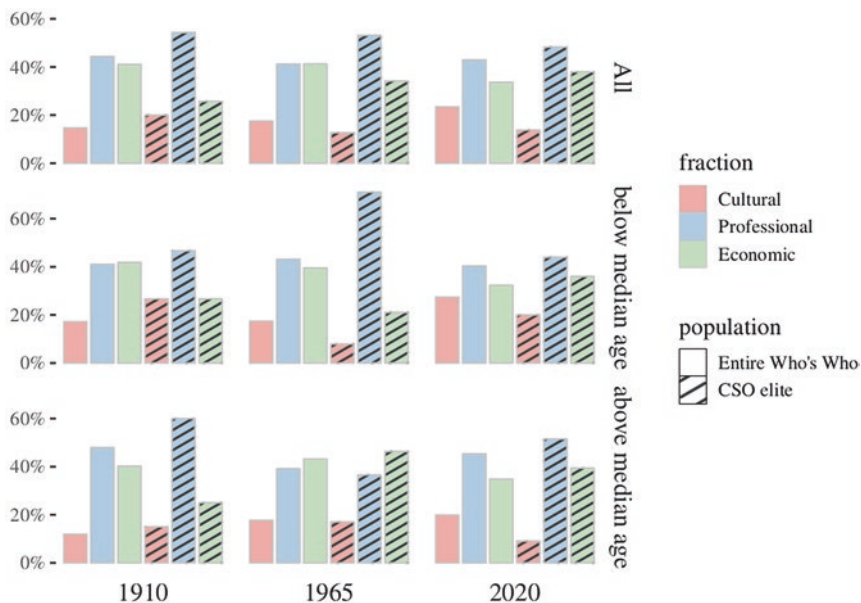 60%
40%
20%
0%
All
60%
40%
20%
0%
below median age
60%
40%
20%
0%
above median age
1910
1965
2020
fraction
Cultural
Professional
Economic
population
Entire Who's Who
CSO elite